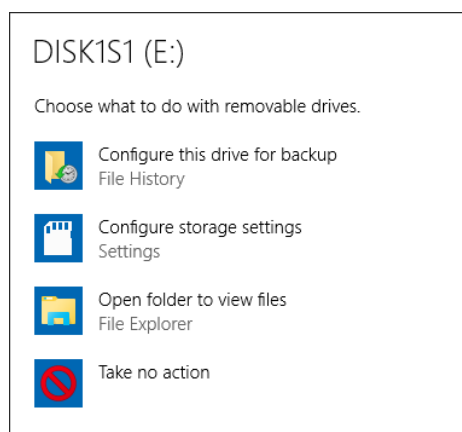 DISK1S1 (E:)
Choose what to do with removable drives.
Configure this drive for backup
File History
Configure storage settings
Settings
Open folder to view files
File Explorer
Take no action